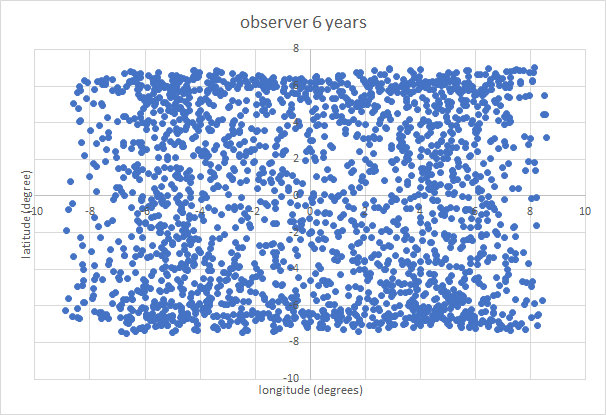 observer 6 years
8
6
4
2
0
-10 -8 -6 -4 -2 0 2 4 6 8 10
-2
-4
-6
-8
-10
latitude (degree)
longitude (degrees)